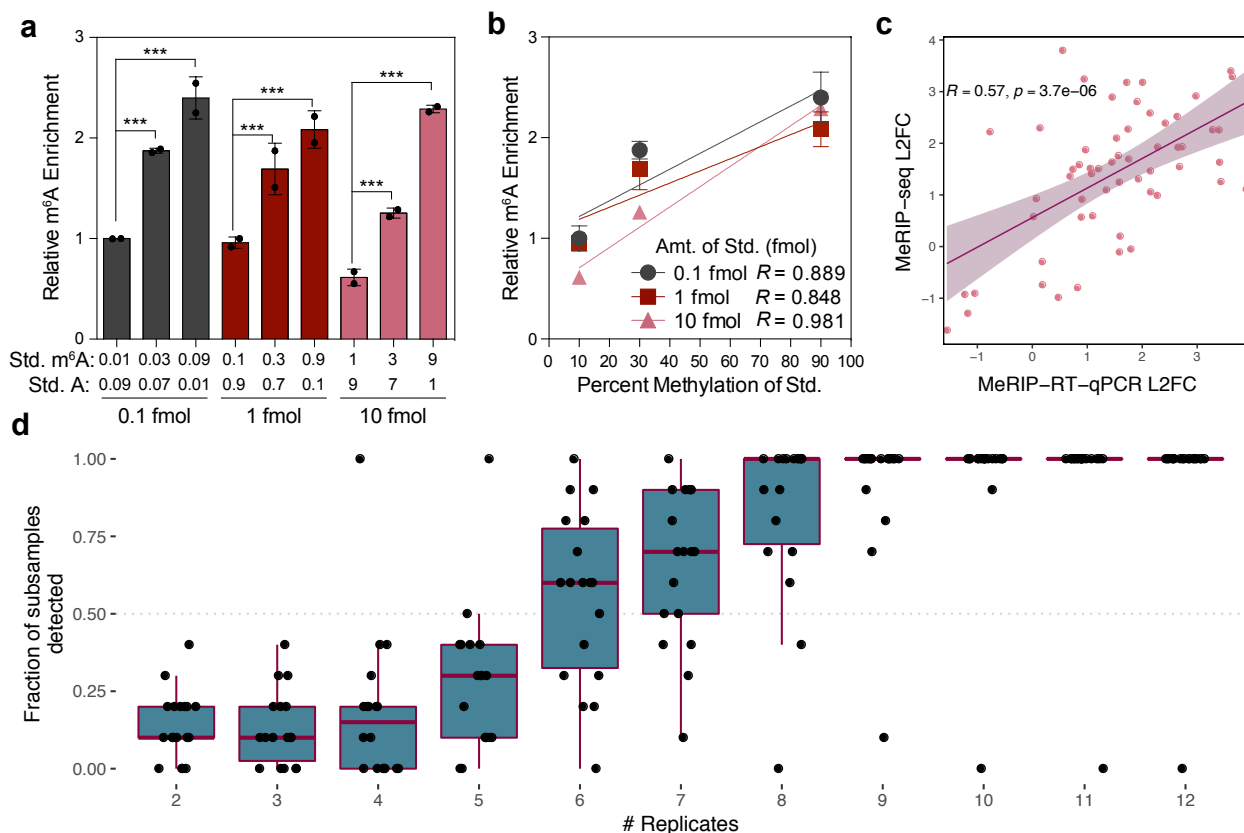 a
Relative m⁶A Enrichment
3
2
1
0
***
***
***
***
***
***
Std. m⁶A: 0.01 0.03 0.09 0.1 0.3 0.9 1 3 9
Std. A: 0.09 0.07 0.01 0.9 0.7 0.1 9 7 1
0.1 fmol 1 fmol 10 fmol
b
Relative m⁶A Enrichment
3
2
1
0
Amt. of Std. (fmol)
0.1 fmol R = 0.889
1 fmol R = 0.848
10 fmol R = 0.981
0 10 20 30 40 50 60 70 80 90 100
Percent Methylation of Std.
c
MeRIP−seq L2FC
4
3
2
1
0
−1
R = 0.57, p = 3.7e−06
−1 0 1 2 3
MeRIP−RT−qPCR L2FC
d
Fraction of subsamples
detected
1.00
0.75
0.50
0.25
0.00
2 3 4 5 6 7 8 9 10 11 12
# Replicates